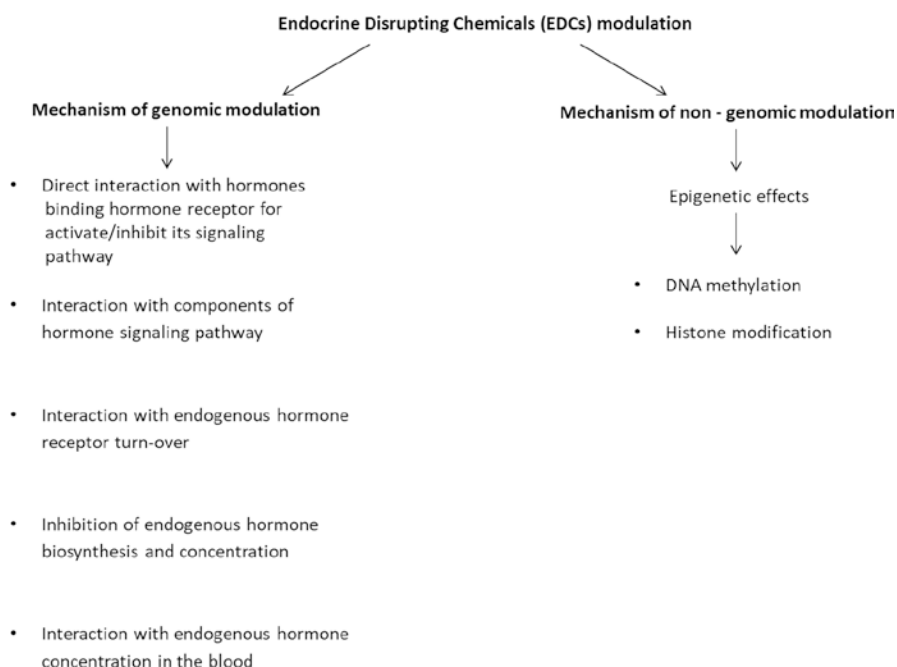 Endocrine Disrupting Chemicals (EDCs) modulation
Mechanism of genomic modulation
• Direct interaction with hormones
binding hormone receptor for
activate/inhibit its signaling
pathway
• Interaction with components of
hormone signaling pathway
• Interaction with endogenous hormone
receptor turn-over
• Inhibition of endogenous hormone
biosynthesis and concentration
• Interaction with endogenous hormone
concentration in the blood
Mechanism of non - genomic modulation
Epigenetic effects
• DNA methylation
• Histone modification